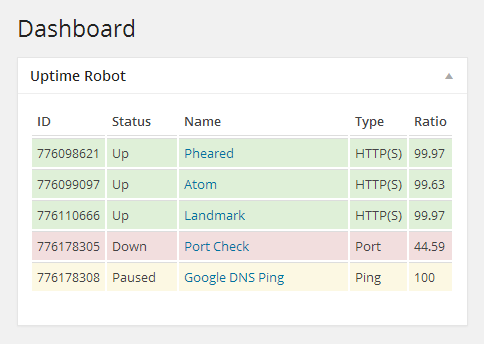 Dashboard
Uptime Robot
ID Status Name Type Ratio
776098621 Up Pheared HTTP(S) 99.97
776099097 Up Atom HTTP(S) 99.63
776110666 Up Landmark HTTP(S) 99.97
776178305 Down Port Check Port 44.59
776178308 Paused Google DNS Ping Ping 100